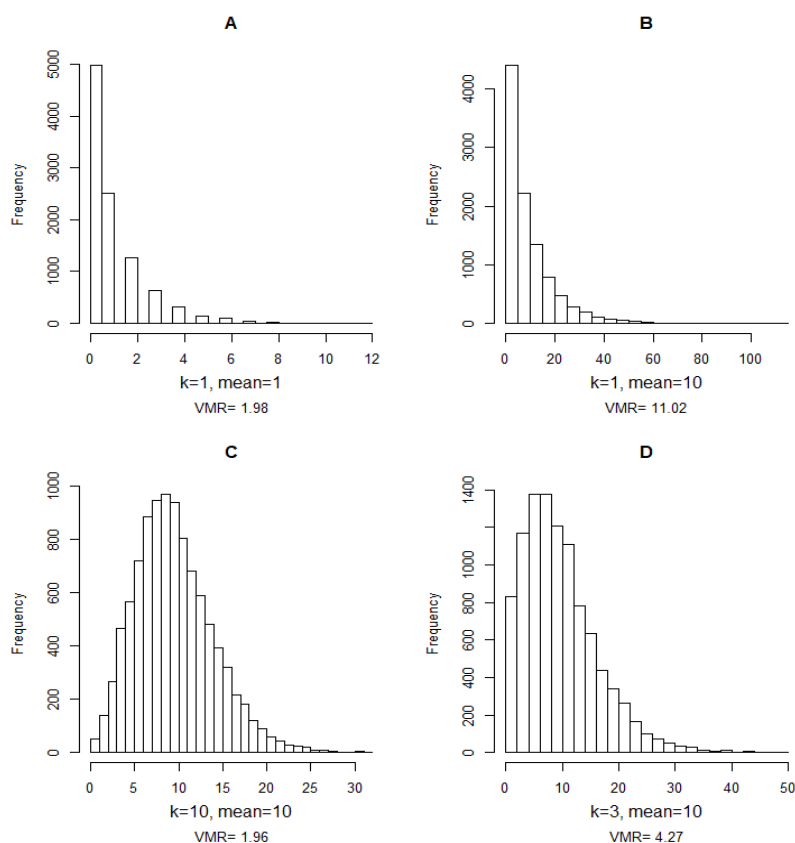 A
Frequency
5000
4000
3000
2000
1000
0
0 2 4 6 8 10 12
k=1, mean=1
VMR= 1.98
B
Frequency
4000
3000
2000
1000
0
0 20 40 60 80 100
k=1, mean=10
VMR= 11.02
C
Frequency
1000
800
600
400
200
0
0 5 10 15 20 25 30
k=10, mean=10
VMR= 1.96
D
Frequency
1400
1000
800
600
400
200
0
0 10 20 30 40 50
k=3, mean=10
VMR= 4.27